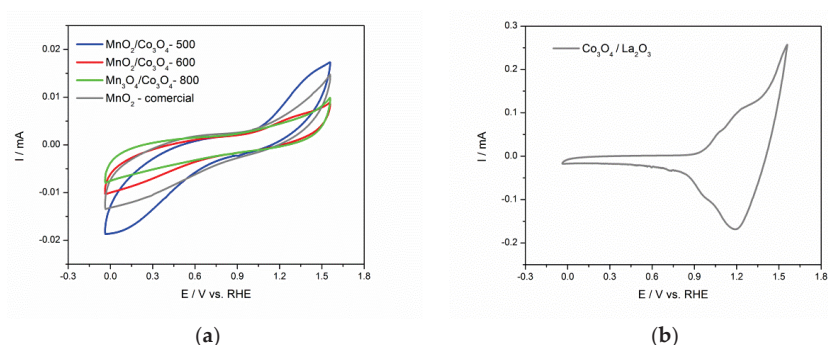 MnO₂/Co₃O₄- 500
MnO₂/Co₃O₄- 600
Mn₃O₄/Co₃O₄- 800
MnO₂ - comercial
0.02
0.01
0.00
-0.01
-0.02
I / mA
-0.3 0.0 0.3 0.6 0.9 1.2 1.5 1.8
E / V vs. RHE
(a)
Co₃O₄ / La₂O₃
0.3
0.2
0.1
0.0
-0.1
-0.2
I / mA
-0.3 0.0 0.3 0.6 0.9 1.2 1.5 1.8
E / V vs. RHE
(b)